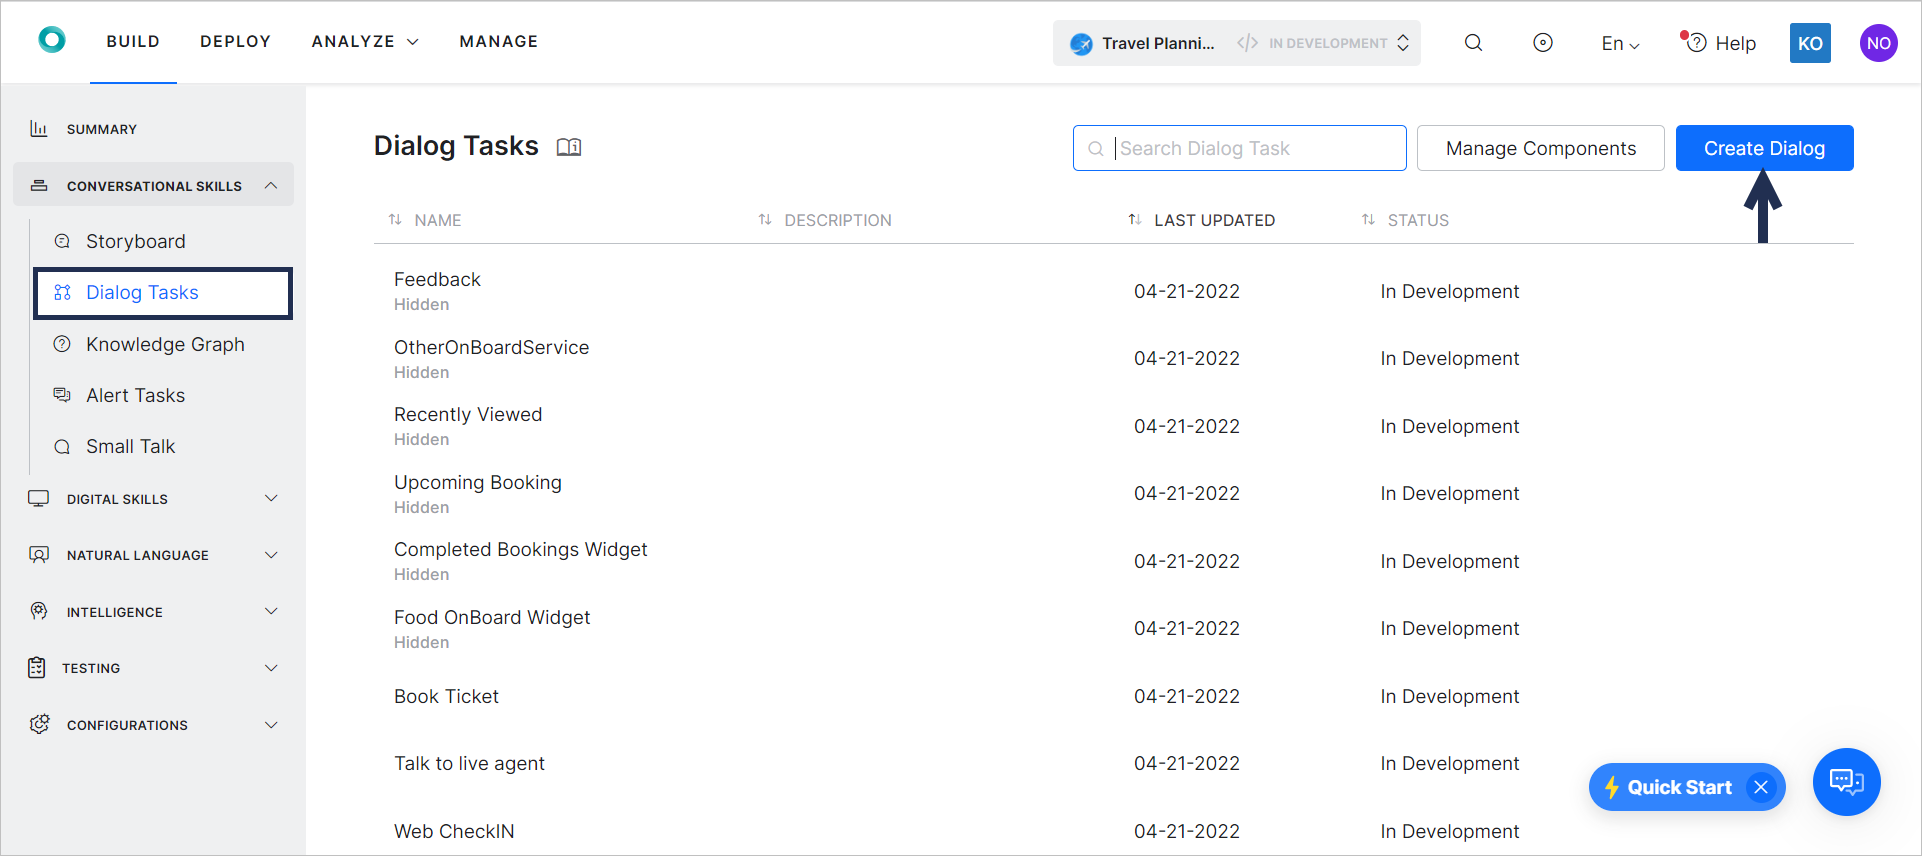 BUILD DEPLOY ANALYZE MANAGE Travel Planni... </> IN DEVELOPMENT En Help KO NO
SUMMARY
CONVERSATIONAL SKILLS
Storyboard
Dialog Tasks
Knowledge Graph
Alert Tasks
Small Talk
DIGITAL SKILLS
NATURAL LANGUAGE
INTELLIGENCE
TESTING
CONFIGURATIONS
Dialog Tasks Search Dialog Task Manage Components Create Dialog
NAME DESCRIPTION LAST UPDATED STATUS
Feedback
Hidden
04-21-2022 In Development
OtherOnBoardService
Hidden
04-21-2022 In Development
Recently Viewed
Hidden
04-21-2022 In Development
Upcoming Booking
Hidden
04-21-2022 In Development
Completed Bookings Widget
Hidden
04-21-2022 In Development
Food OnBoard Widget
Hidden
04-21-2022 In Development
Book Ticket 04-21-2022 In Development
Talk to live agent 04-21-2022 In Development
Web CheckIN 04-21-2022 In Development
Quick Start